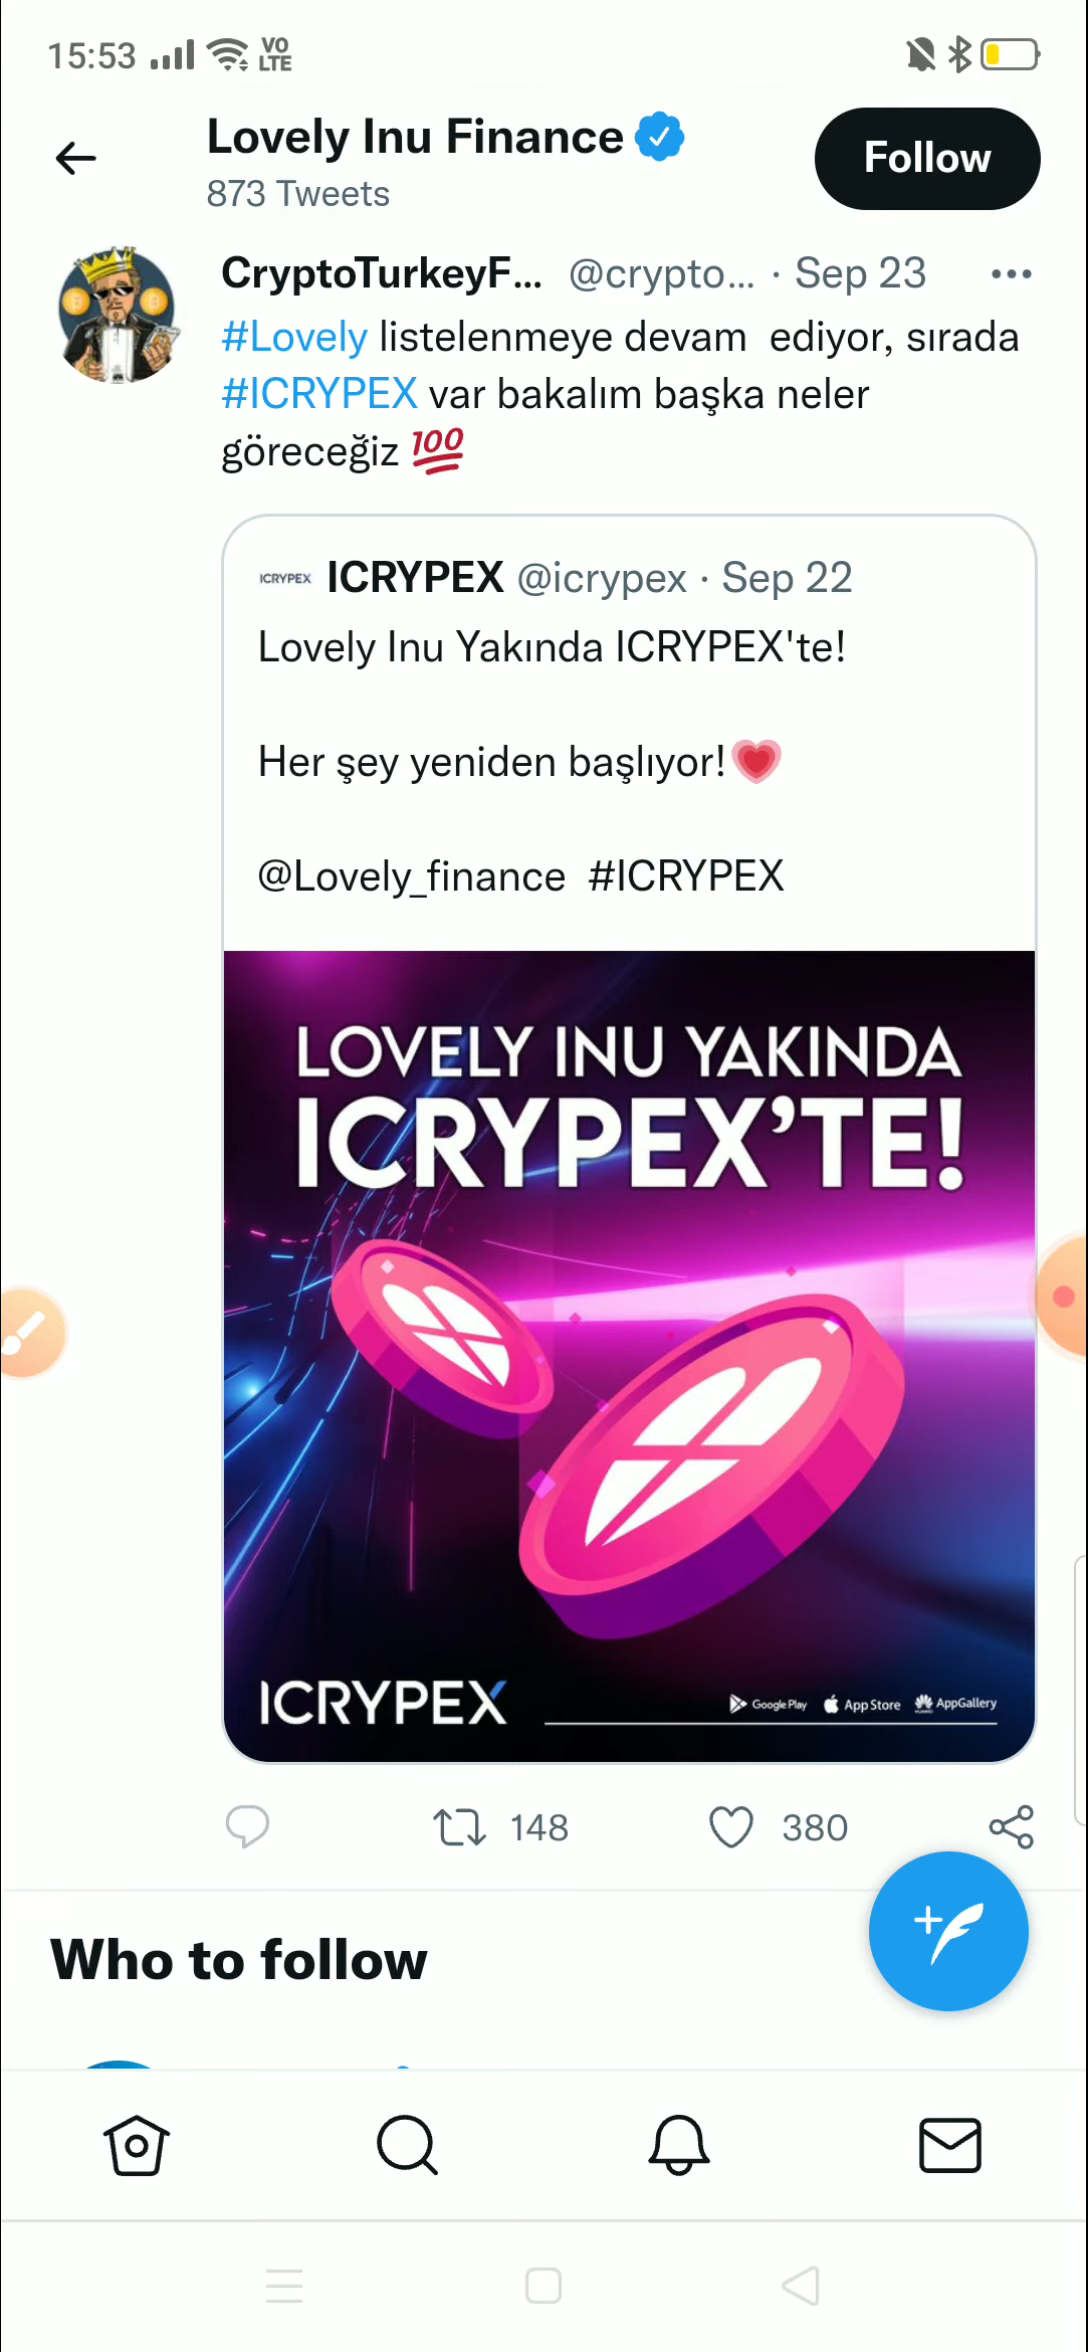 15:53 VO LTE
Lovely Inu Finance
873 Tweets
Follow
CryptoTurkeyF... @crypto... · Sep 23
#Lovely listelenmeye devam ediyor, sırada
#ICRYPEX var bakalım başka neler
göreceğiz 💯
ICRYPEX ICRYPEX @icrypex · Sep 22
Lovely Inu Yakında ICRYPEX'te!
Her şey yeniden başlıyor!💗
@Lovely_finance #ICRYPEX
LOVELY INU YAKINDA
ICRYPEX'TE!
ICRYPEX
Google Play App Store HUAWEI AppGallery
148 380
Who to follow